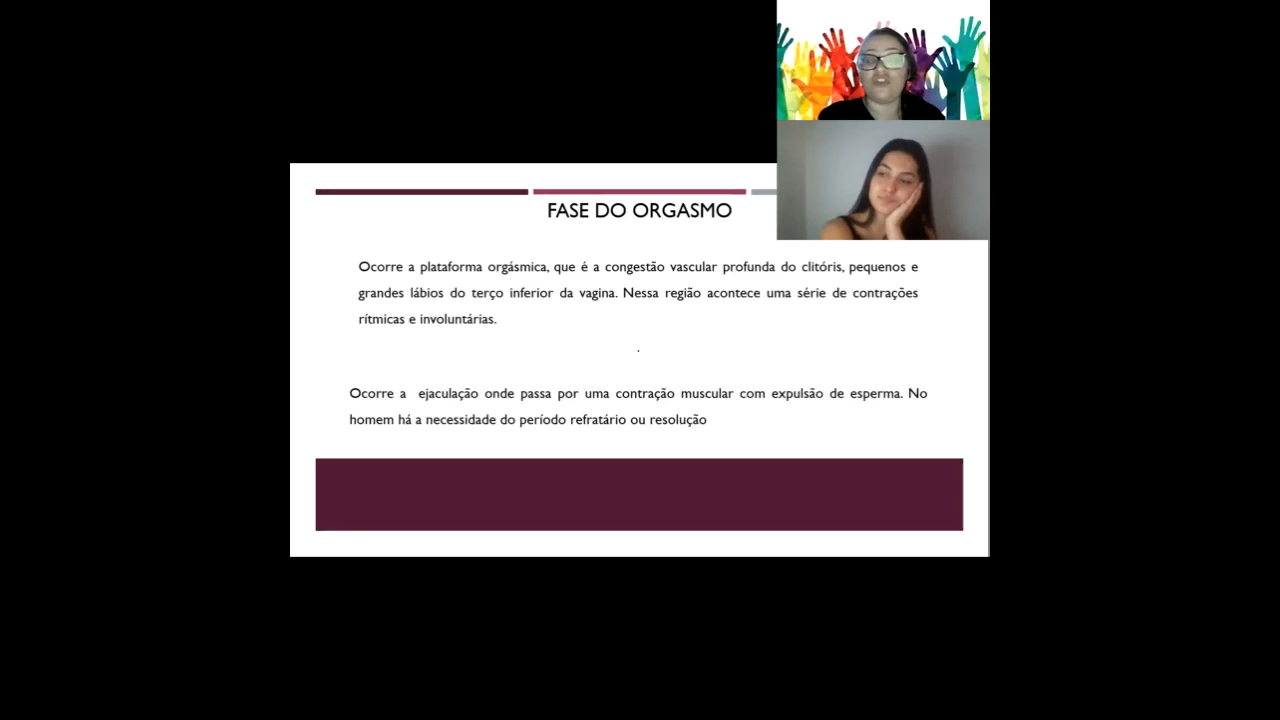 FASE DO ORGASMO
Ocorre a plataforma orgásmica, que é a congestão vascular profunda do clitóris, pequenos e
grandes lábios do terço inferior da vagina. Nessa região acontece uma série de contrações
rítmicas e involuntárias.
.
Ocorre a  ejaculação onde passa por uma contração muscular com expulsão de esperma. No
homem há a necessidade do período refratário ou resolução